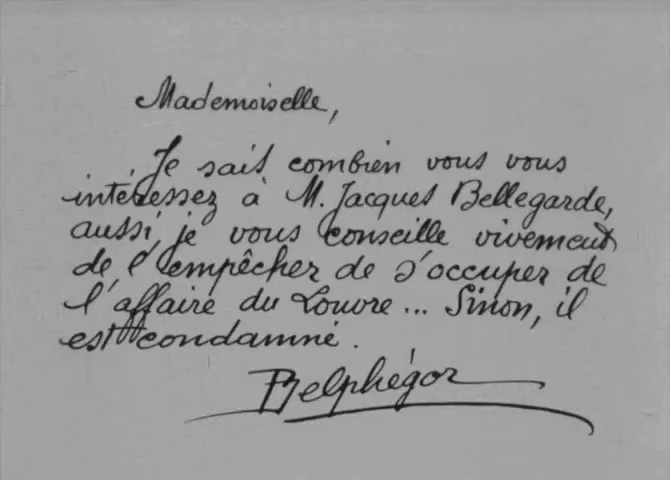 Mademoiselle,
Je sais combien vous vous
intéressez à M. Jacques Bellegarde,
aussi, je vous conseille vivement
de l'empêcher de s'occuper de
l'affaire du Louvre... Sinon, il
est condamné.
Belphégor